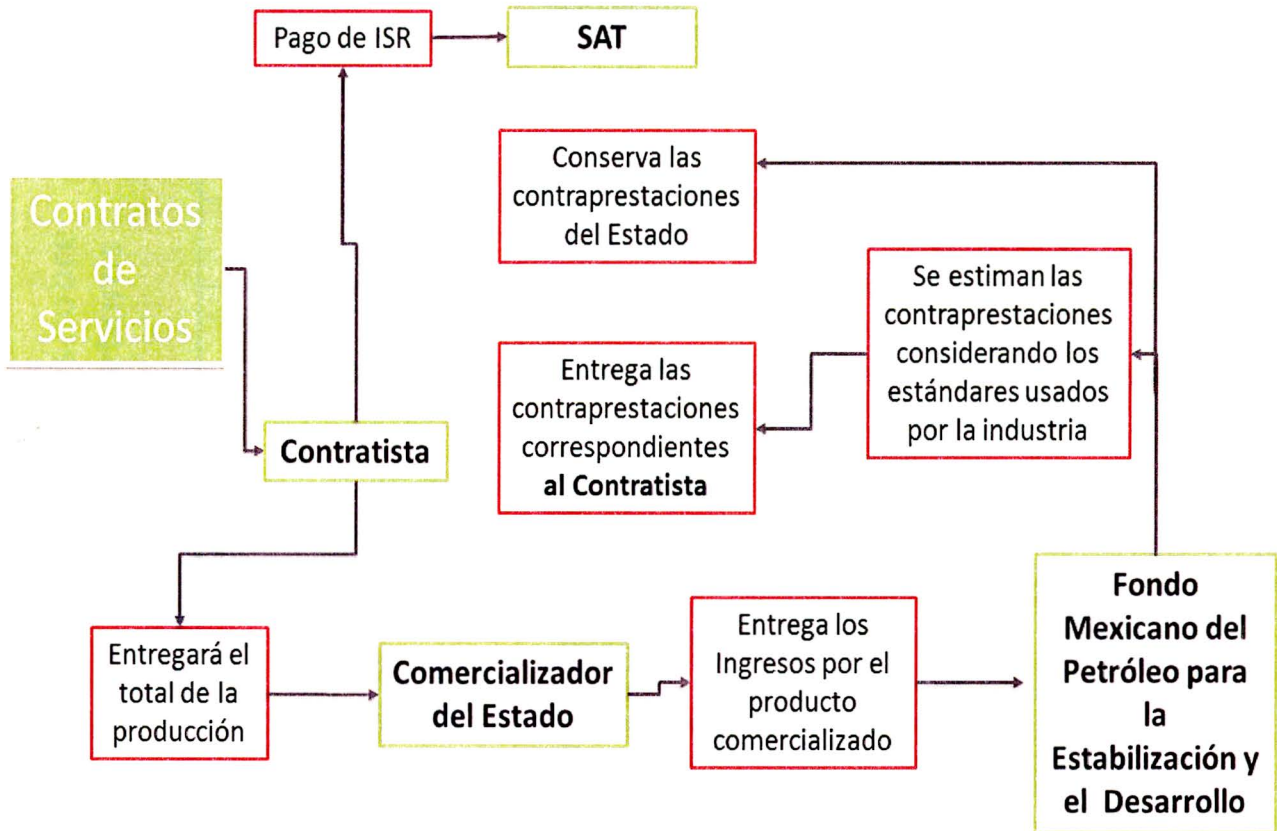 Pago de ISR
SAT
Contratos
de
Servicios
Conserva las
contraprestaciones
del Estado
Se estiman las
contraprestaciones
considerando los
estándares usados
por la industria
Entrega las
contraprestaciones
correspondientes
al Contratista
Contratista
Entregará el
total de la
producción
Comercializador
del Estado
Entrega los
Ingresos por el
producto
comercializado
Fondo
Mexicano del
Petróleo para
la
Estabilización y
el Desarrollo